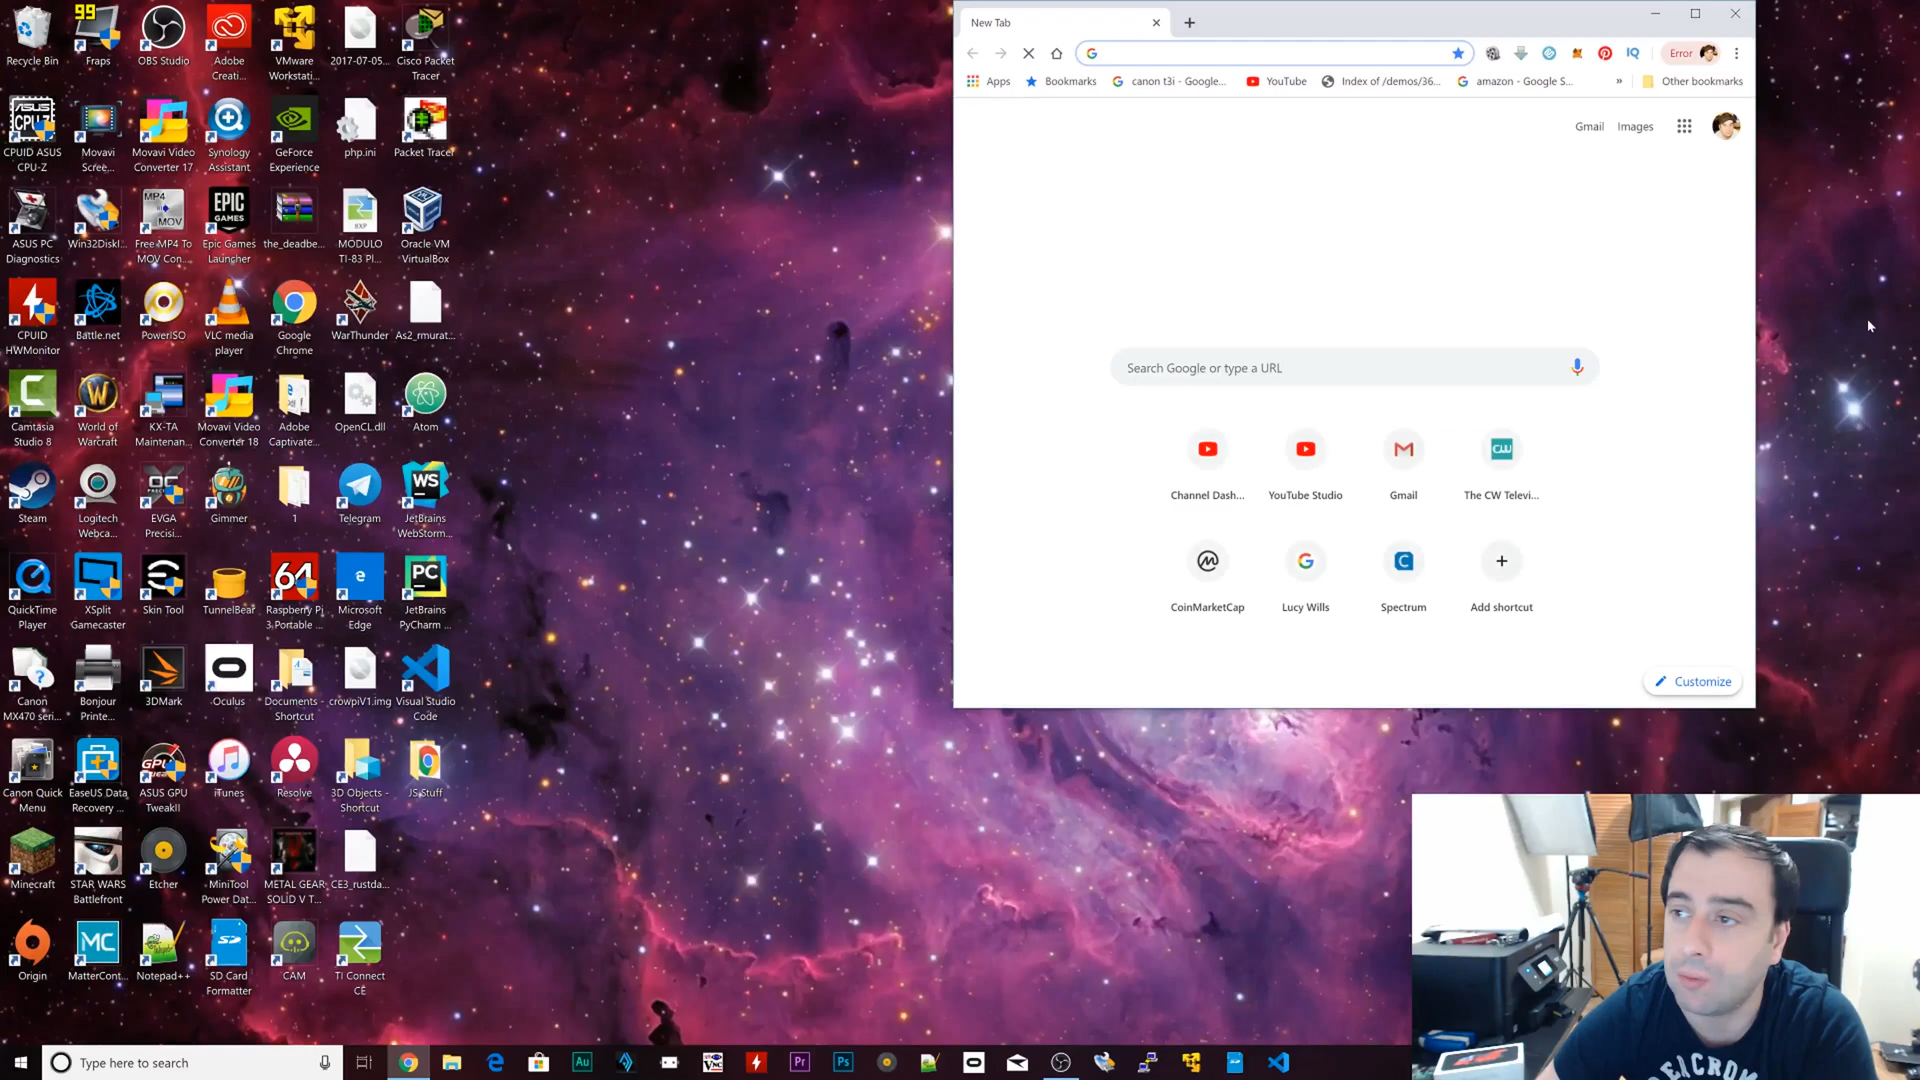 99
Recycle Bin
Fraps
OBS Studio
Adobe
Creati...
VMware
Workstati...
2017-07-05...
Cisco Packet
Tracer
CPUID ASUS
CPU-Z
Movavi
Scree...
Movavi Video
Converter 17
Synology
Assistant
GeForce
Experience
php.ini
Packet Tracer
ASUS PC
Diagnostics
Win32DiskI...
Free MP4 To
MOV Con...
Epic Games
Launcher
the_deadbe...
MODULO
TI-83 Pl...
Oracle VM
VirtualBox
CPUID
HWMonitor
Battle.net
PowerISO
VLC media
player
Google
Chrome
WarThunder
As2_rmurat...
Camtasia
Studio 8
World of
Warcraft
KX-TA
Maintenan...
Movavi Video
Converter 18
Adobe
Captivate...
OpenCL.dll
Atom
Steam
Logitech
Webca...
EVGA
Precisi...
Gimmer
1
Telegram
JetBrains
WebStorm...
QuickTime
Player
XSplit
Gamecaster
Skin Tool
TunnelBear
Raspberry Pi
3 Portable ...
Microsoft
Edge
JetBrains
PyCharm ...
Canon
MX470 seri...
Bonjour
Printe...
3DMark
Oculus
Documents -
Shortcut
crowpiV1.img
Visual Studio
Code
Canon Quick
Menu
EaseUS Data
Recovery ...
ASUS GPU
TweakII
iTunes
Resolve
3D Objects -
Shortcut
JS Stuff
Minecraft
STAR WARS
Battlefront
Etcher
MiniTool
Power Dat...
METAL GEAR
SOLID V T...
CE3_rustda...
Origin
MatterCont...
Notepad++
SD Card
Formatter
CAM
TI Connect
CE
New Tab
Error
Apps
Bookmarks
canon t3i - Google...
YouTube
Index of /demos/36...
amazon - Google S...
»
Other bookmarks
Gmail
Images
Search Google or type a URL
Channel Dash...
YouTube Studio
Gmail
The CW Televi...
CoinMarketCap
Lucy Wills
Spectrum
Add shortcut
Customize
Type here to search